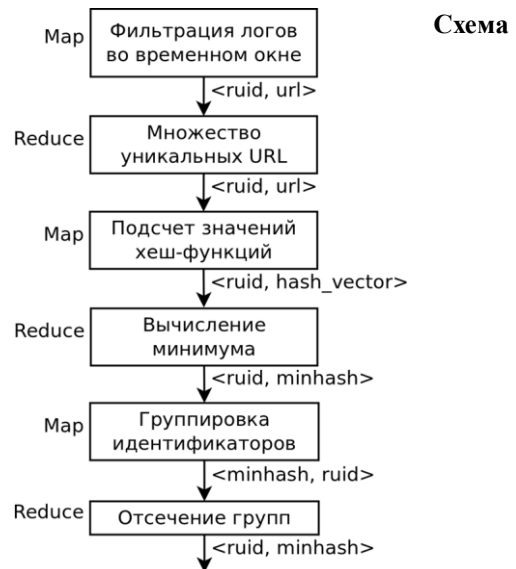 Схема
Map
Фильтрация логов
во временном окне
<ruid, url>
Reduce
Множество
уникальных URL
<ruid, url>
Map
Подсчет значений
хеш-функций
<ruid, hash_vector>
Reduce
Вычисление
минимума
<ruid, minhash>
Map
Группировка
идентификаторов
<minhash, ruid>
Reduce
Отсечение групп
<ruid, minhash>